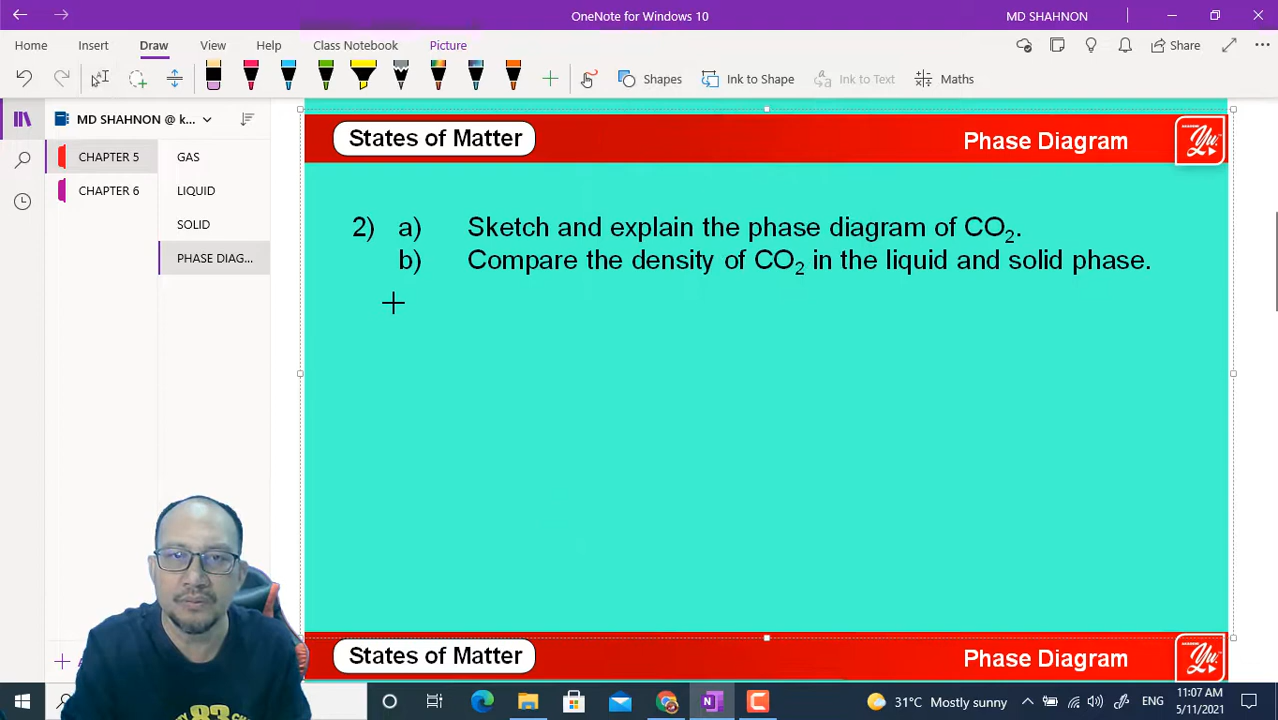 OneNote for Windows 10
MD SHAHNON
Home
Insert
Draw
View
Help
Class Notebook
Picture
Share
Shapes
Ink to Shape
Ink to Text
Maths
MD SHAHNON @ k...
CHAPTER 5
CHAPTER 6
GAS
LIQUID
SOLID
PHASE DIAG...
States of Matter
Phase Diagram
2) a) Sketch and explain the phase diagram of CO₂.
b) Compare the density of CO₂ in the liquid and solid phase.
States of Matter
Phase Diagram
83
31°C Mostly sunny
ENG
11:07 AM
5/11/2021